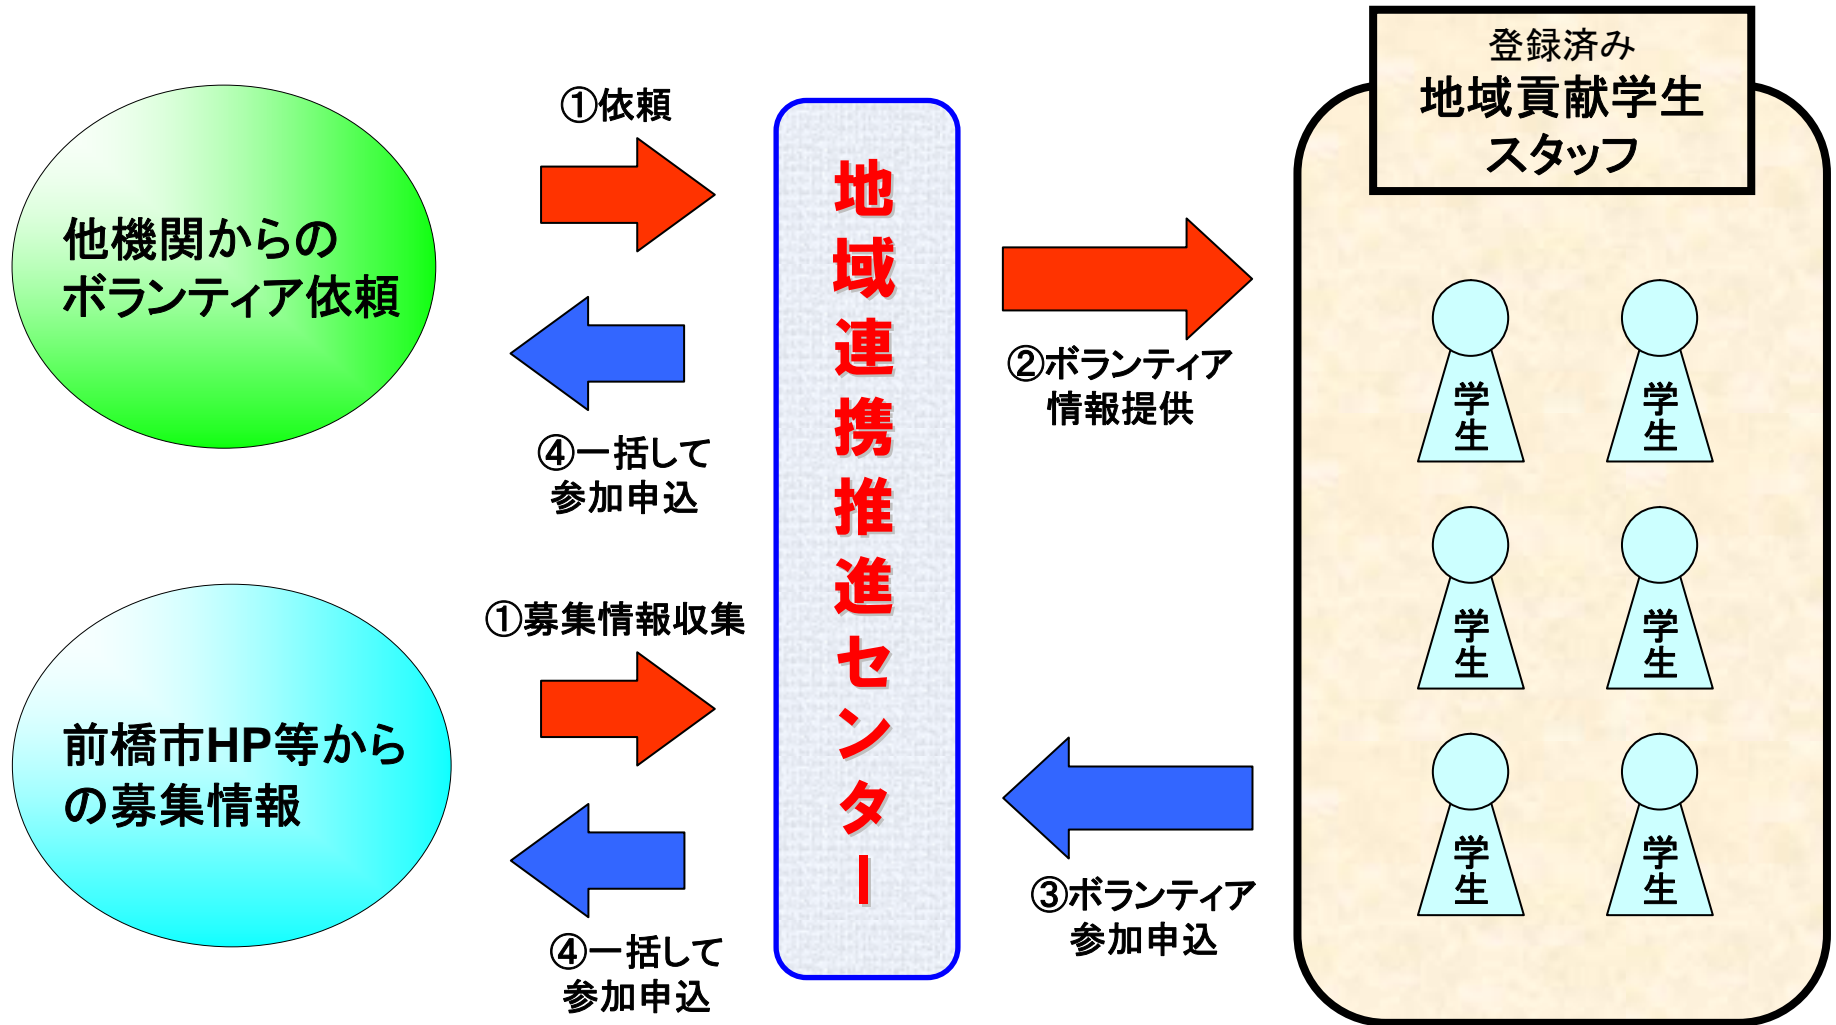 他機関からの
ボランティア依頼
①依頼
④一括して
参加申込
前橋市HP等から
の募集情報
①募集情報収集
④一括して
参加申込
地域連携推進センター
②ボランティア
情報提供
③ボランティア
参加申込
登録済み
地域貢献学生
スタッフ
学生
学生
学生
学生
学生
学生